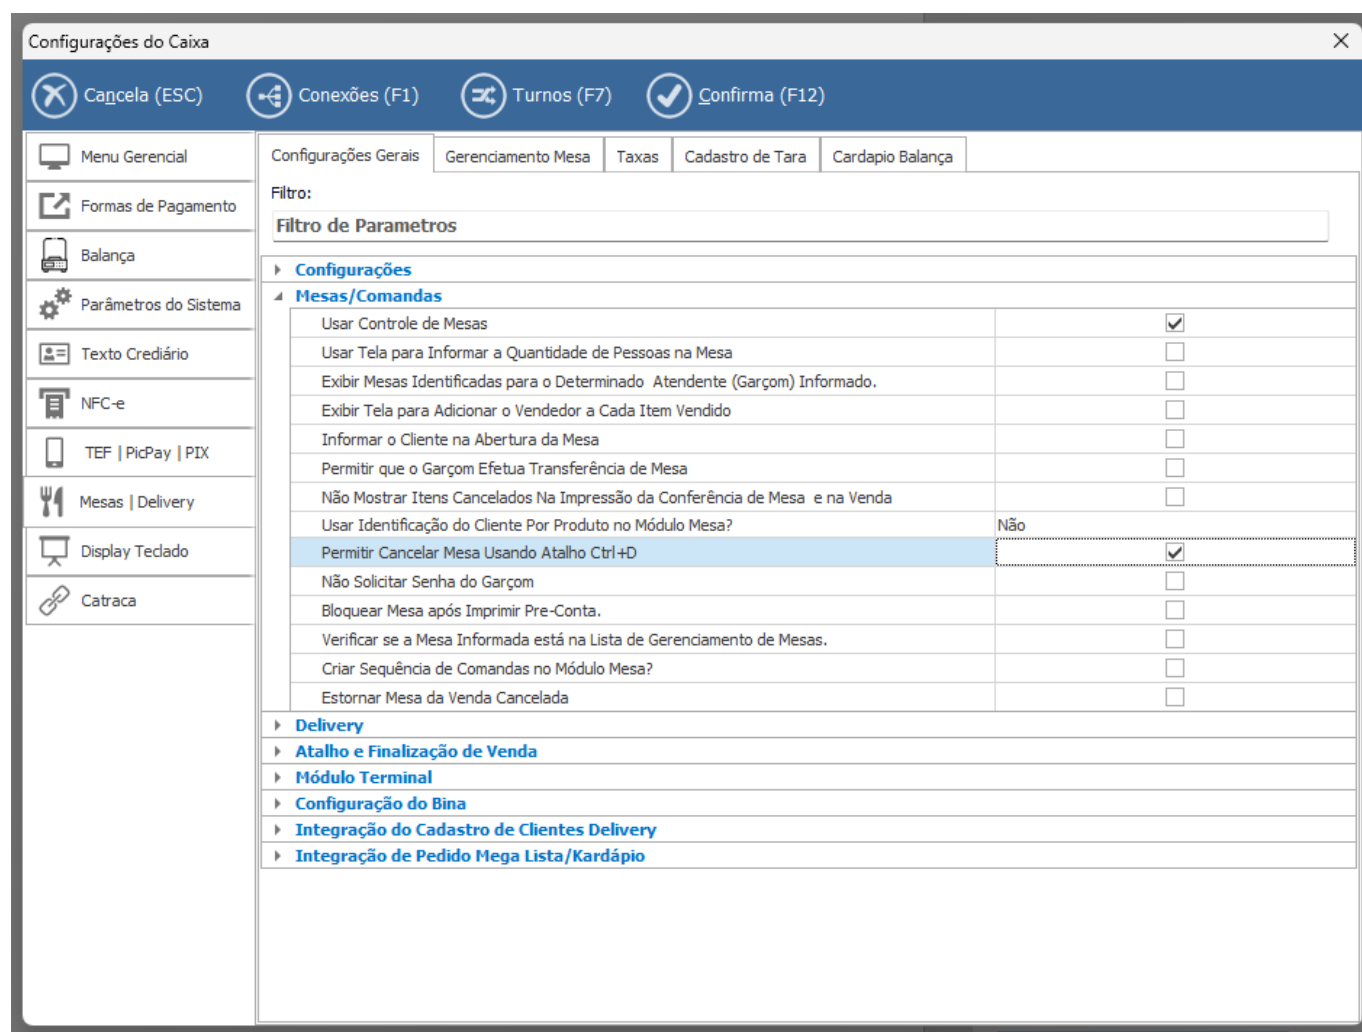 Configurações do Caixa
Cancela (ESC)
Conexões (F1)
Turnos (F7)
Confirma (F12)
Menu Gerencial
Formas de Pagamento
Balança
Parâmetros do Sistema
Texto Crediário
NFC-e
TEF | PicPay | PIX
Mesas | Delivery
Display Teclado
Catraca
Configurações Gerais
Gerenciamento Mesa
Taxas
Cadastro de Tara
Cardapio Balança
Filtro:
Filtro de Parametros
Configurações
Mesas/Comandas
Usar Controle de Mesas
Usar Tela para Informar a Quantidade de Pessoas na Mesa
Exibir Mesas Identificadas para o Determinado Atendente (Garçom) Informado.
Exibir Tela para Adicionar o Vendedor a Cada Item Vendido
Informar o Cliente na Abertura da Mesa
Permitir que o Garçom Efetua Transferência de Mesa
Não Mostrar Itens Cancelados Na Impressão da Conferência de Mesa e na Venda
Usar Identificação do Cliente Por Produto no Módulo Mesa? Não
Permitir Cancelar Mesa Usando Atalho Ctrl+D
Não Solicitar Senha do Garçom
Bloquear Mesa após Imprimir Pre-Conta.
Verificar se a Mesa Informada está na Lista de Gerenciamento de Mesas.
Criar Sequência de Comandas no Módulo Mesa?
Estornar Mesa da Venda Cancelada
Delivery
Atalho e Finalização de Venda
Módulo Terminal
Configuração do Bina
Integração do Cadastro de Clientes Delivery
Integração de Pedido Mega Lista/Kardápio